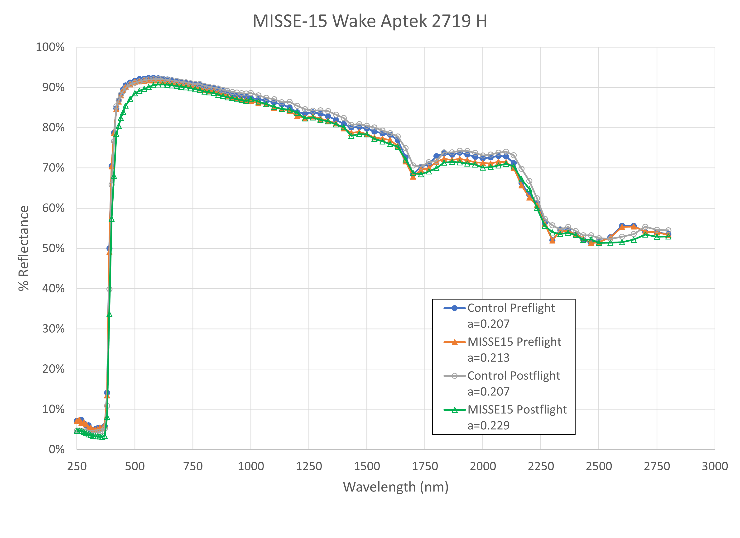 MISSE-15 Wake Aptek 2719 H
100%
90%
80%
70%
60%
50%
40%
30%
20%
10%
0%
% Reflectance
250 500 750 1000 1250 1500 1750 2000 2250 2500 2750 3000
Wavelength (nm)
Control Preflight
a=0.207
MISSE15 Preflight
a=0.213
Control Postflight
a=0.207
MISSE15 Postflight
a=0.229